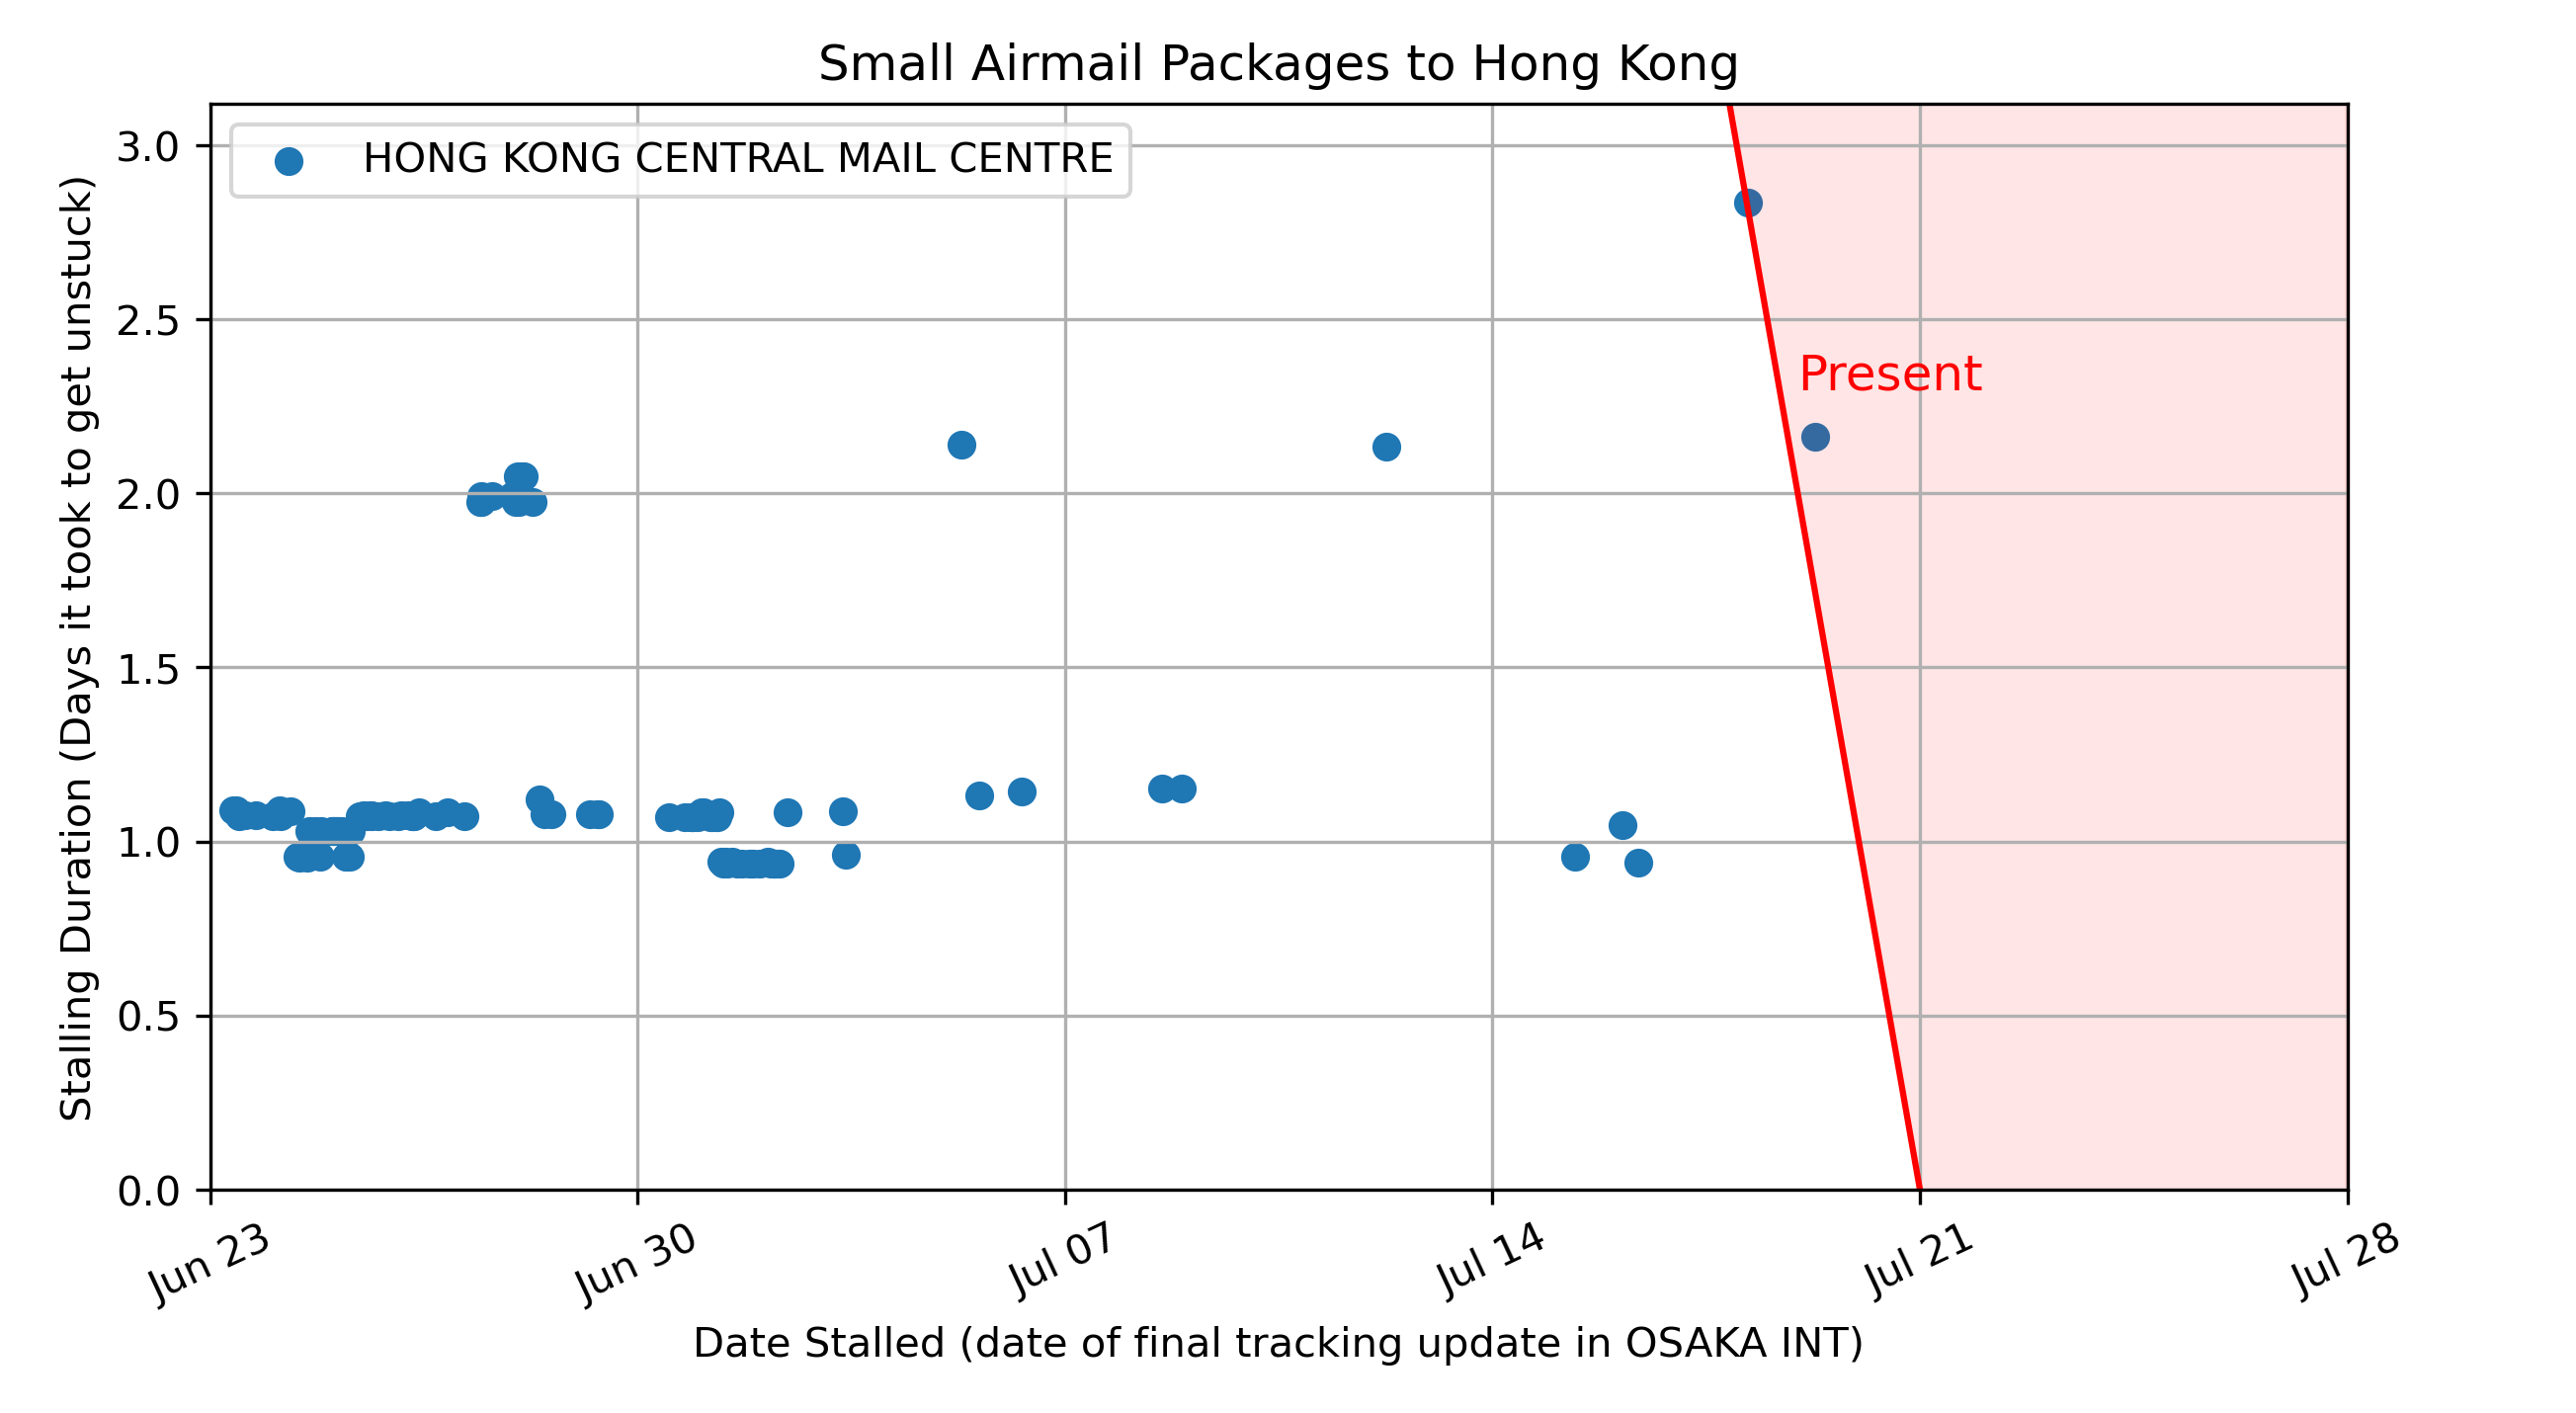 Small Airmail Packages to Hong Kong
HONG KONG CENTRAL MAIL CENTRE
Stalling Duration (Days it took to get unstuck)
3.0
2.5
2.0
1.5
1.0
0.5
0.0
Present
Jun 23
Jun 30
Jul 07
Jul 14
Jul 21
Jul 28
Date Stalled (date of final tracking update in OSAKA INT)